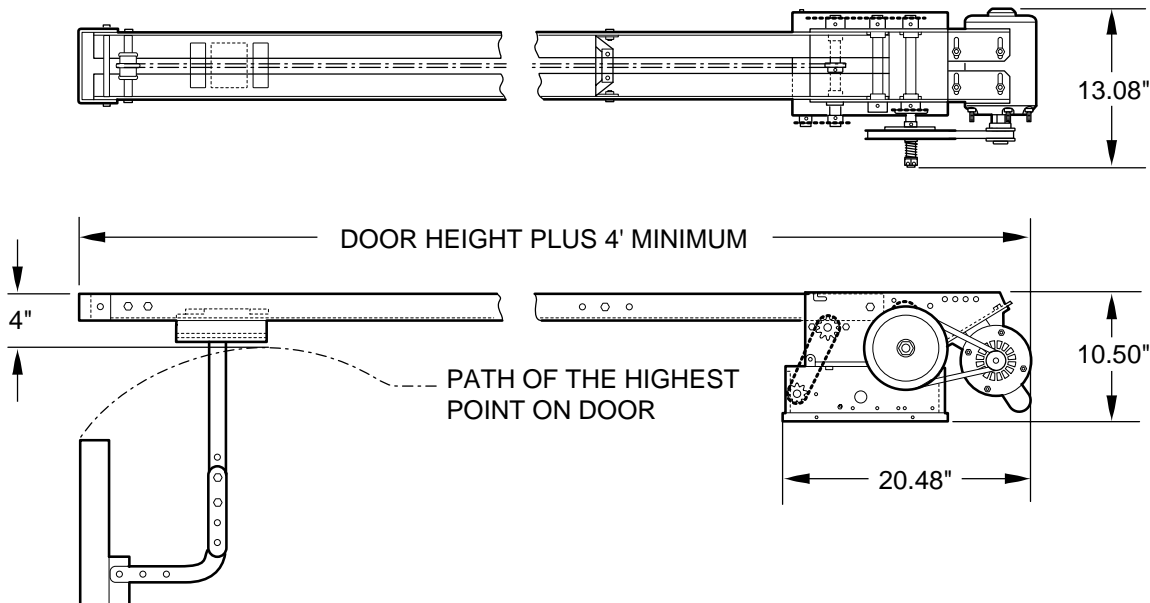 13.08"
DOOR HEIGHT PLUS 4' MINIMUM
4"
10.50"
PATH OF THE HIGHEST
POINT ON DOOR
20.48"